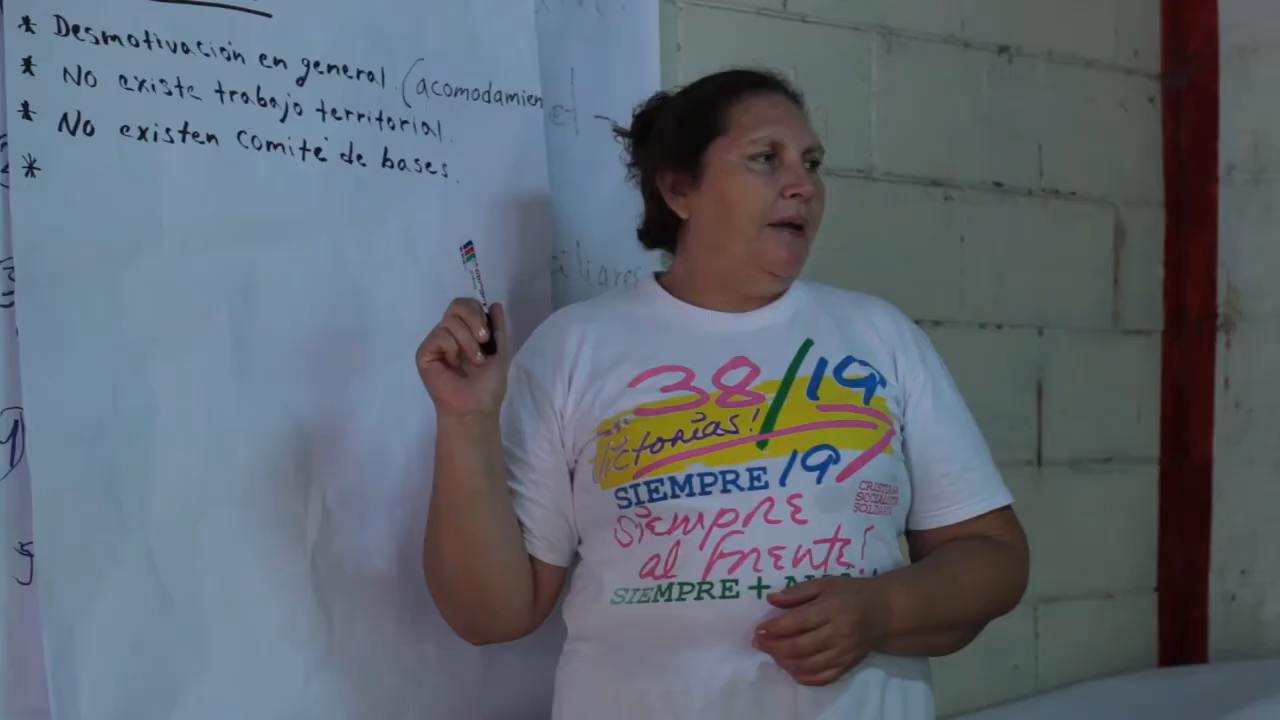 * Desmotivación en general (acomodamien
* No existe trabajo territorial.
* No existen comité de bases.
*
38/19
Victorias!
SIEMPRE 19
CRISTIANA
SOCIALISTA
SOLIDARIA
Siempre
al Frente!
SIEMPRE +